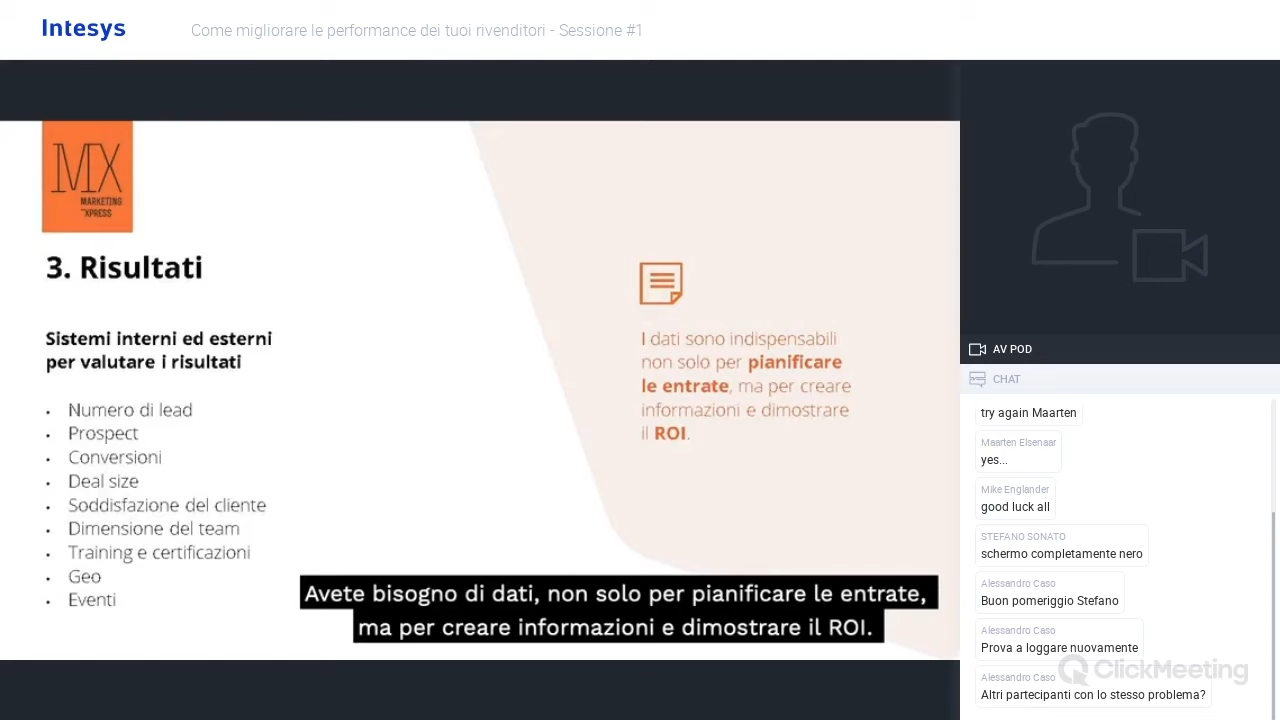 Intesys
Come migliorare le performance dei tuoi rivenditori - Sessione #1
MX
MARKETING
XPRESS
3. Risultati
Sistemi interni ed esterni
per valutare i risultati
• Numero di lead
• Prospect
• Conversioni
• Deal size
• Soddisfazione del cliente
• Dimensione del team
• Training e certificazioni
• Geo
• Eventi
I dati sono indispensabili
non solo per pianificare
le entrate, ma per creare
informazioni e dimostrare
il ROI.
Avete bisogno di dati, non solo per pianificare le entrate,
ma per creare informazioni e dimostrare il ROI.
AV POD
CHAT
try again Maarten
Maarten Elsenaar
yes...
Mike Englander
good luck all
STEFANO SONATO
schermo completamente nero
Alessandro Caso
Buon pomeriggio Stefano
Alessandro Caso
Prova a loggare nuovamente
Alessandro Caso
Altri partecipanti con lo stesso problema?
ClickMeeting